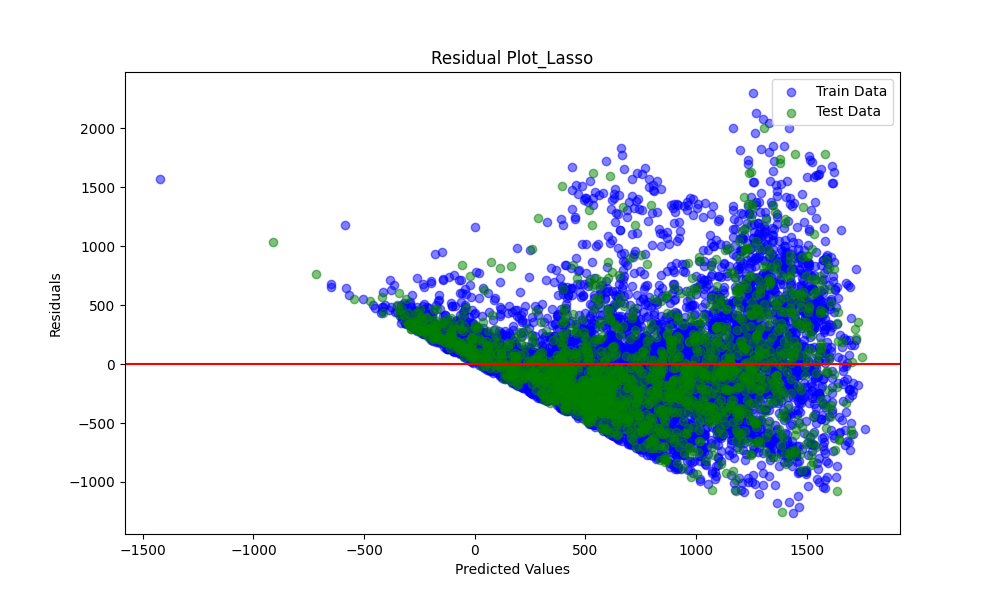 Residual Plot_Lasso
Train Data
Test Data
Residuals
2000
1500
1000
500
0
−500
−1000
−1500
−1000
−500
0
500
1000
1500
Predicted Values